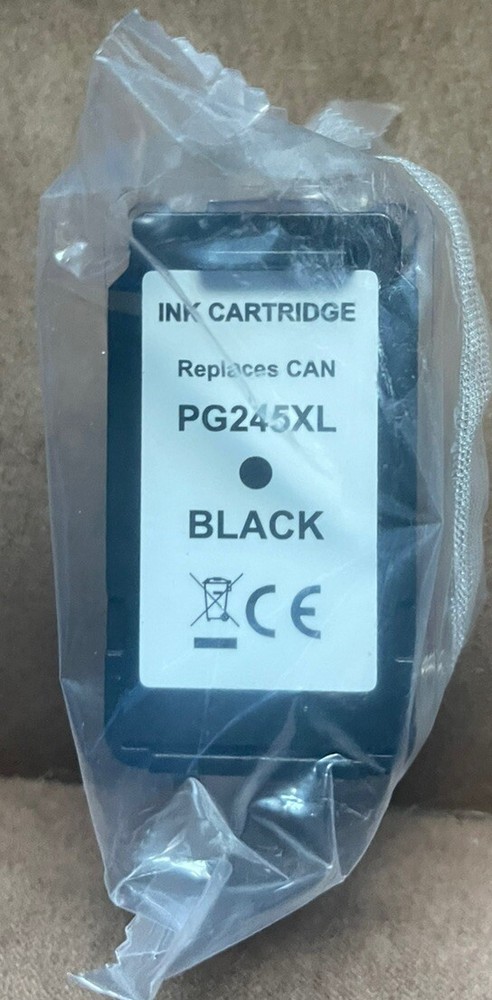 INK CARTRIDGE
Replaces CAN
PG245XL
BLACK
CE